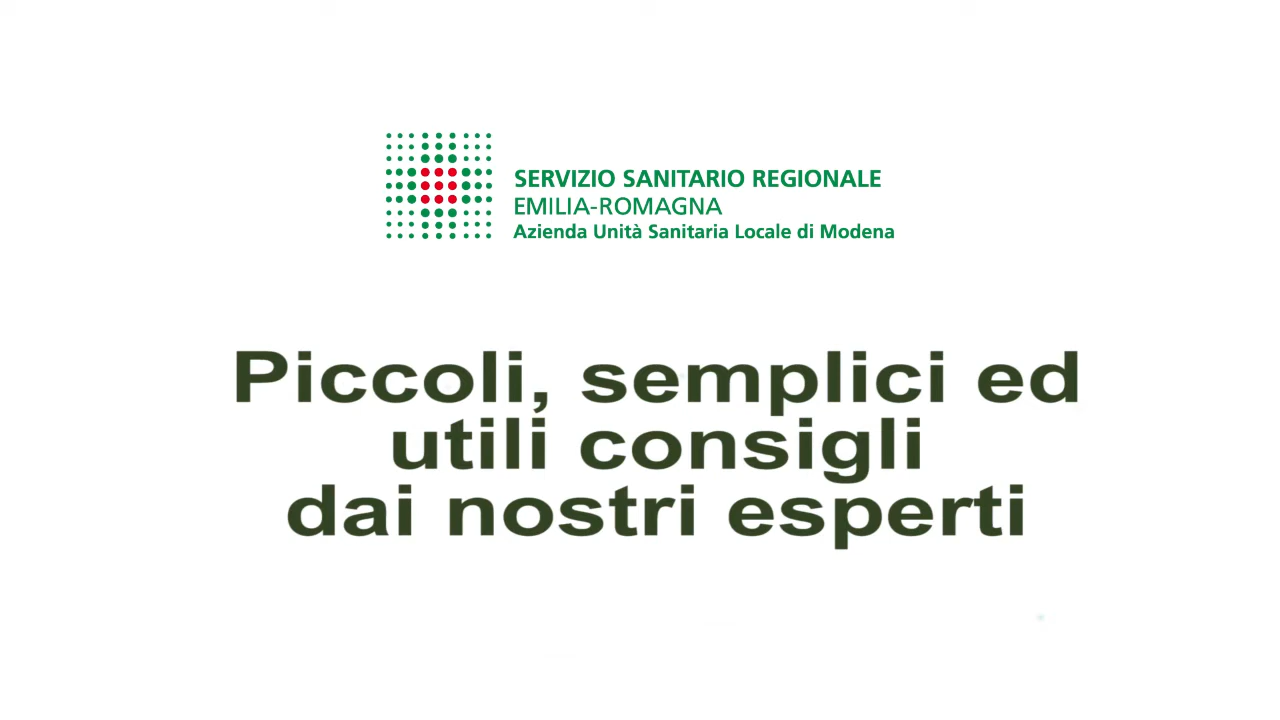 SERVIZIO SANITARIO REGIONALE
EMILIA-ROMAGNA
Azienda Unità Sanitaria Locale di Modena
Piccoli, semplici ed
utili consigli
dai nostri esperti